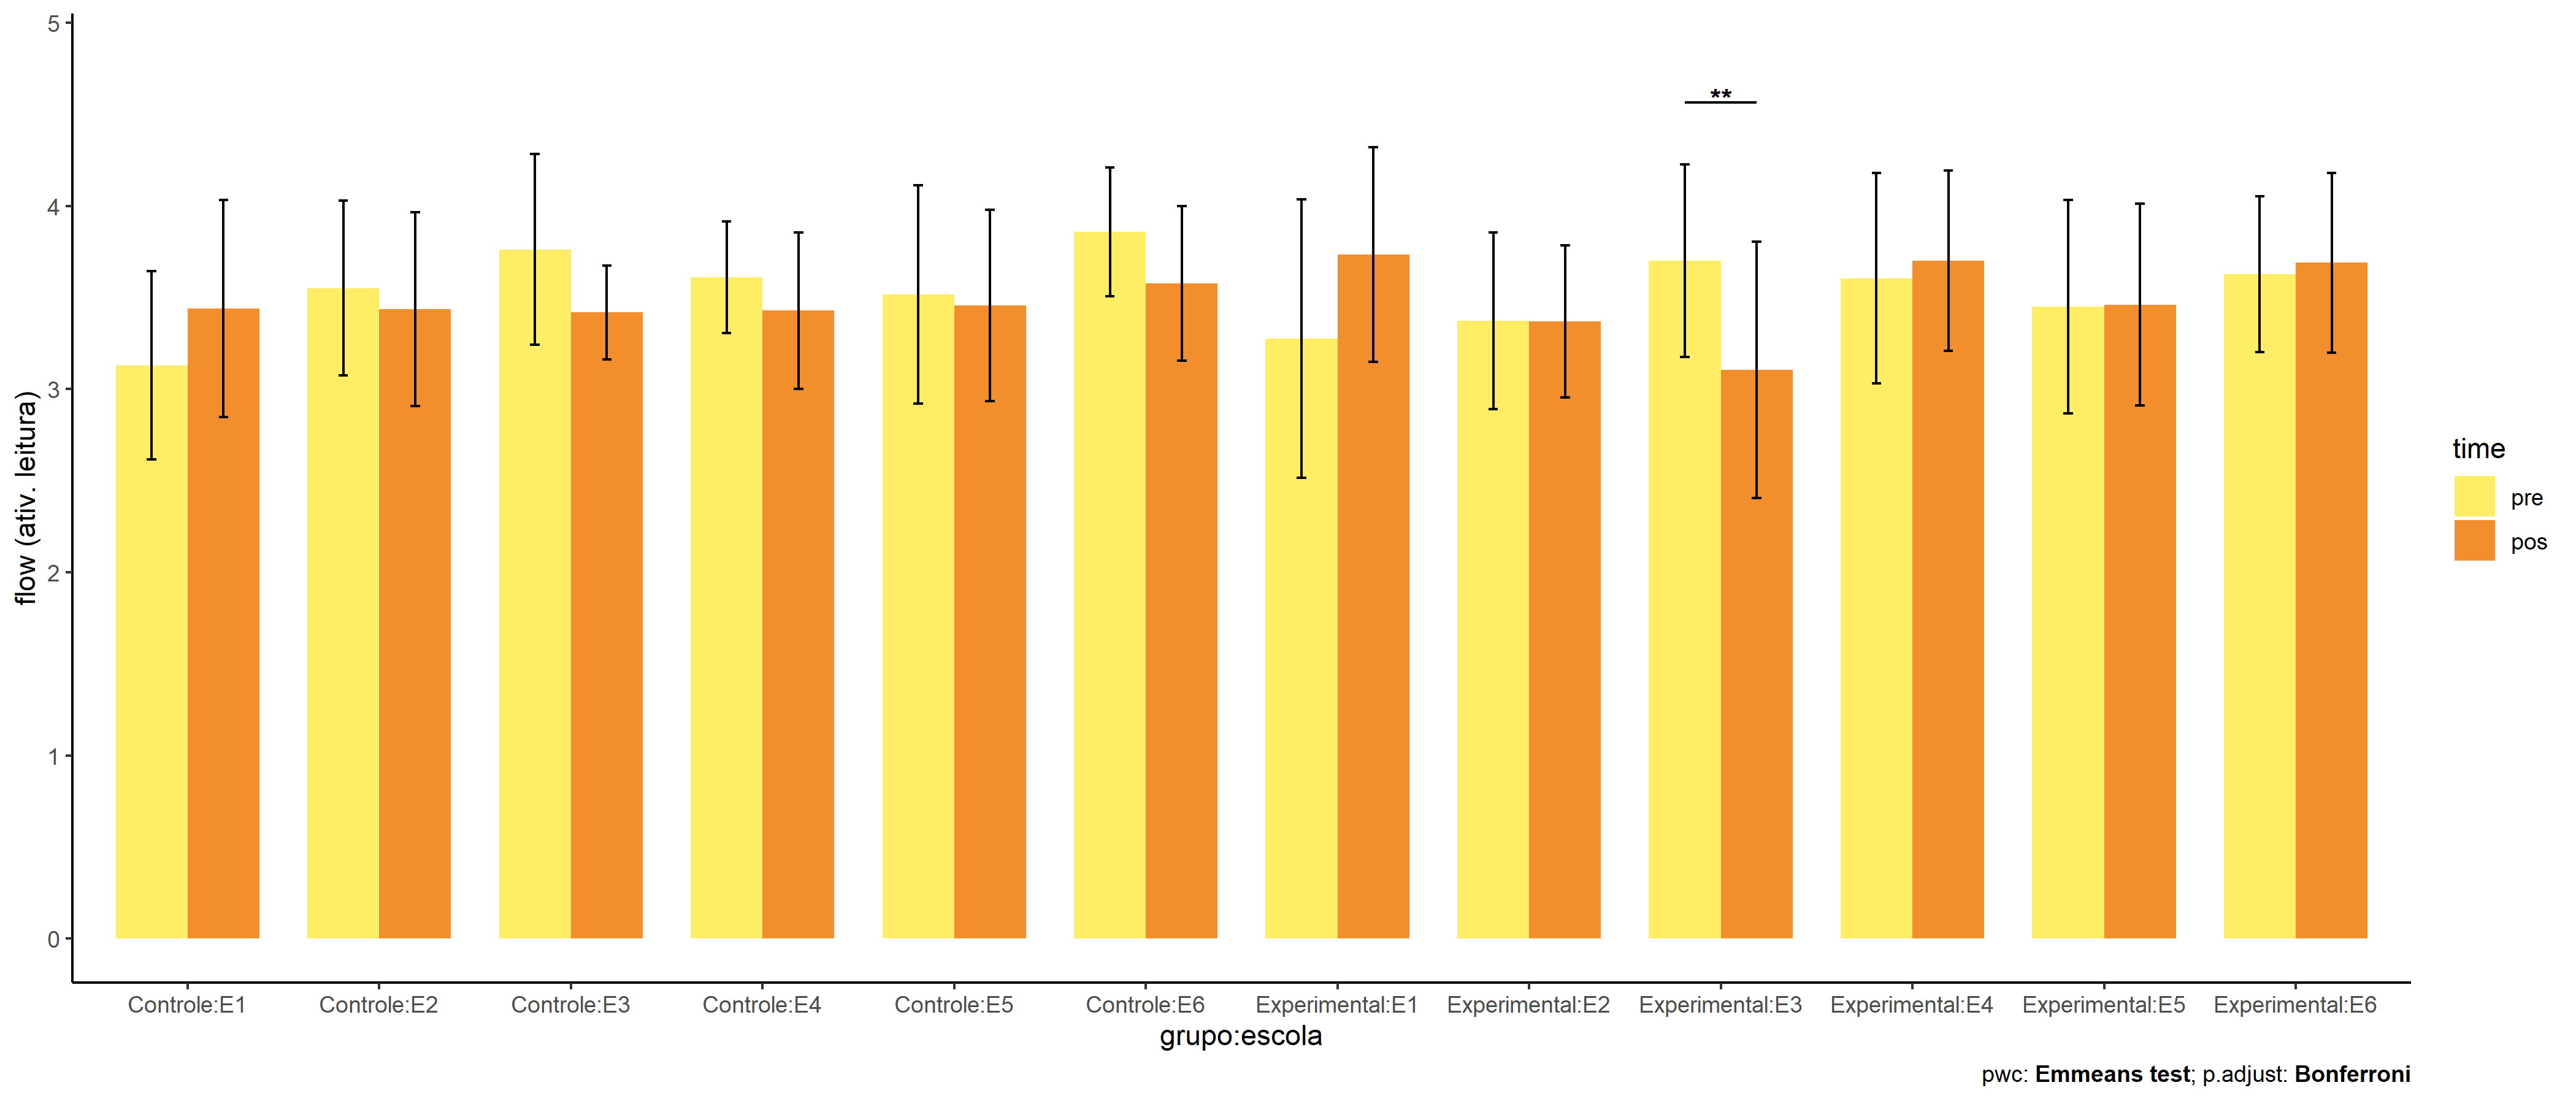 5
4
3
2
1
0
flow (ativ. leitura)
**
time
pre
pos
Controle:E1 Controle:E2 Controle:E3 Controle:E4 Controle:E5 Controle:E6 Experimental:E1 Experimental:E2 Experimental:E3 Experimental:E4 Experimental:E5 Experimental:E6
grupo:escola
pwc: Emmeans test; p.adjust: Bonferroni